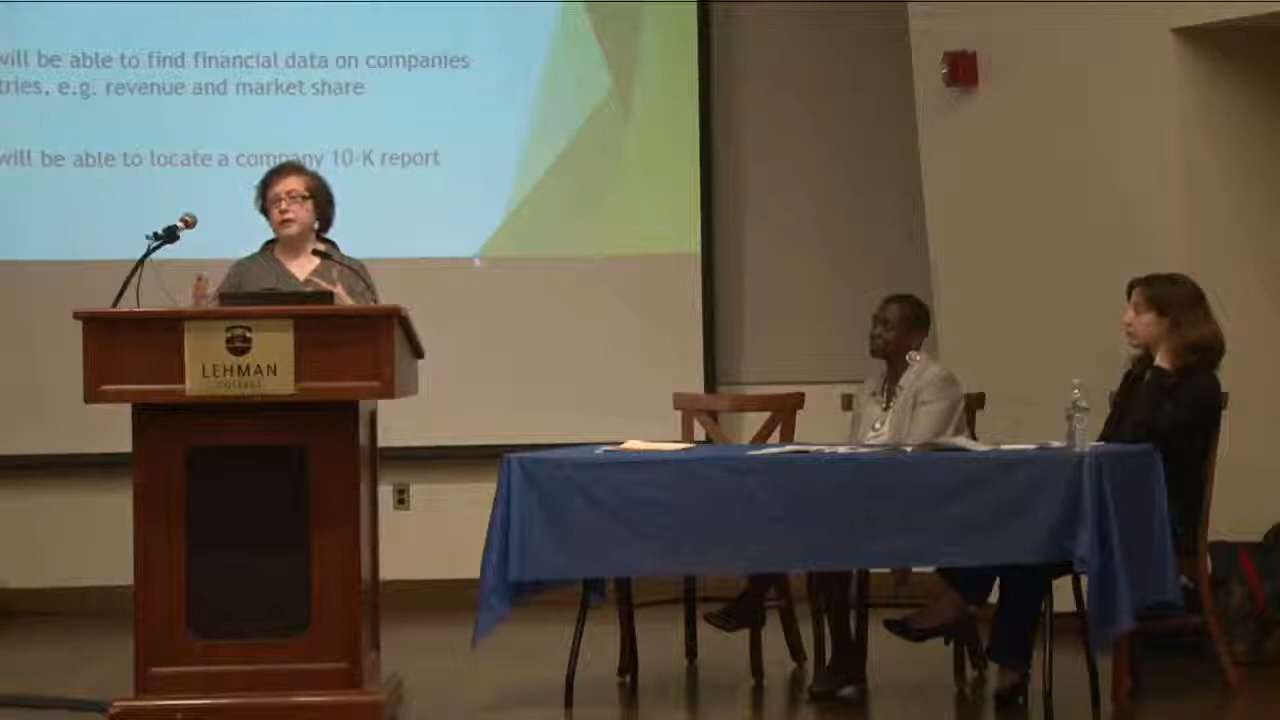 will be able to find financial data on companies
tries, e.g. revenue and market share
will be able to locate a company 10-K report
LEHMAN
COLLEGE